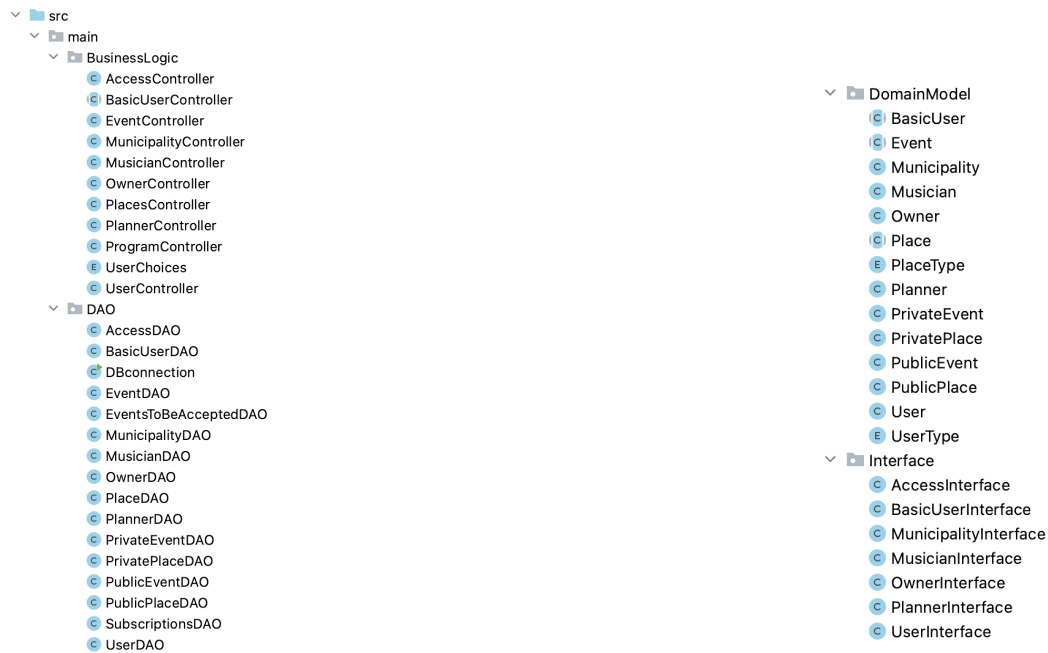 src
main
BusinessLogic
C AccessController
C BasicUserController
C EventController
C MunicipalityController
C MusicianController
C OwnerController
C PlacesController
C PlannerController
C ProgramController
E UserChoices
C UserController
DAO
C AccessDAO
C BasicUserDAO
C DBconnection
C EventDAO
C EventsToBeAcceptedDAO
C MunicipalityDAO
C MusicianDAO
C OwnerDAO
C PlaceDAO
C PlannerDAO
C PrivateEventDAO
C PrivatePlaceDAO
C PublicEventDAO
C PublicPlaceDAO
C SubscriptionsDAO
C UserDAO
DomainModel
C BasicUser
C Event
C Municipality
C Musician
C Owner
C Place
E PlaceType
C Planner
C PrivateEvent
C PrivatePlace
C PublicEvent
C PublicPlace
C User
E UserType
Interface
C AccessInterface
C BasicUserInterface
C MunicipalityInterface
C MusicianInterface
C OwnerInterface
C PlannerInterface
C UserInterface